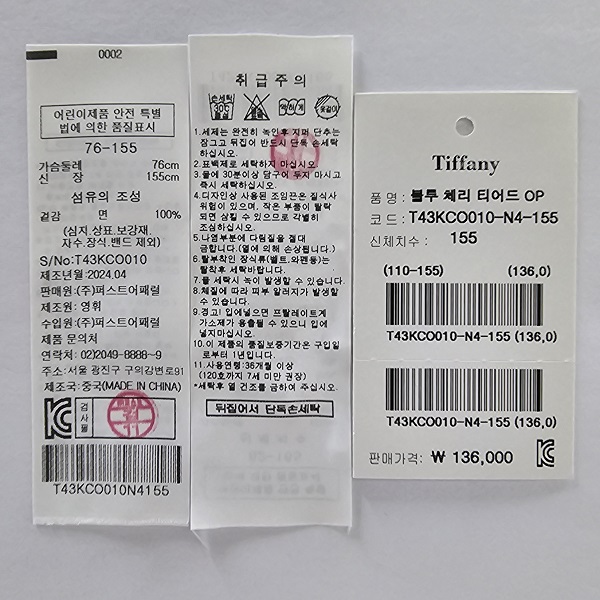 0002
어린이제품 안전 특별
법에 의한 품질표시
76-155
가슴둘레 76cm
신 장 155cm
섬유의 조성
겉감 면 100%
(심지.상표.보강재,
자수.장식.밴드 제외)
S/No:T43KCO010
제조년월:2024.04
판매원:(주)퍼스트어패럴
제조원:영휘
수입원:(주)퍼스트어패럴
제품 문의처
연락처: 02)2049-8888~9
주소:서울 광진구 구의강변로91
제조국:중국(MADE IN CHINA)
검사필
T43KCO010N4155
취급주의
손세탁
30℃
중성
약하게
옷걸이
1.세제는 완전히 녹인후 지퍼 단추는
잠그고 뒤집어 반드시 단독 손세탁
하십시오.
2.표백제로 세탁하지 마십시오.
3.물에 30분이상 담구어 두지 마시고
즉시 세탁하십시오.
4.디자인상 사용된 조임끈은 질식사
위험이 있으며, 작은 부품이 탈락
되면 삼킬 수 있으므로 각별히
조심하십시오.
5.나염부분에 다림질을 절대
금합니다.(열에 의해 손상됩니다.)
6.탈부착인 장식류(벨트,와펜등)는
탈착후 세탁바랍니다.
7.물 세탁시 녹이 발생할 수 있습니다.
8.체질에 따라 피부 알러지가 발생할
수 있습니다.
9.경고! 입에넣으면 프탈레이트계
가소제가 용출될 수 있으니 입에
넣지마십시오.
10.이 제품의 품질보증기간은 구입일
로부터 1년입니다.
11.사용연령:36개월 이상
(120호까지 7세 미만 권장)
*세탁후 열 건조를 금하여 주십시오.
뒤집어서 단독손세탁
Tiffany
품 명 : 블루 체리 티어드 OP
코 드 : T43KCO010-N4-155
신체치수 : 155
(110-155) (136,0)
T43KCO010-N4-155 (136,0)
T43KCO010-N4-155 (136,0)
판매가격: ₩ 136,000